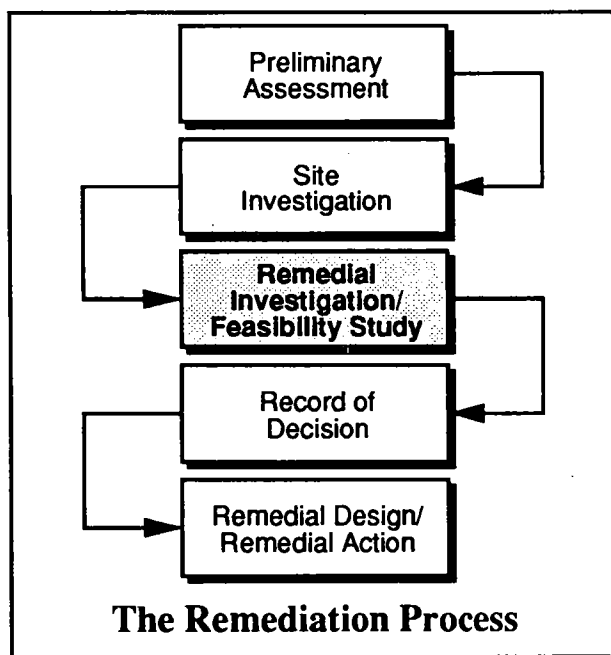 Preliminary
Assessment
Site
Investigation
Remedial
Investigation/
Feasibility Study
Record of
Decision
Remedial Design/
Remedial Action
The Remediation Process